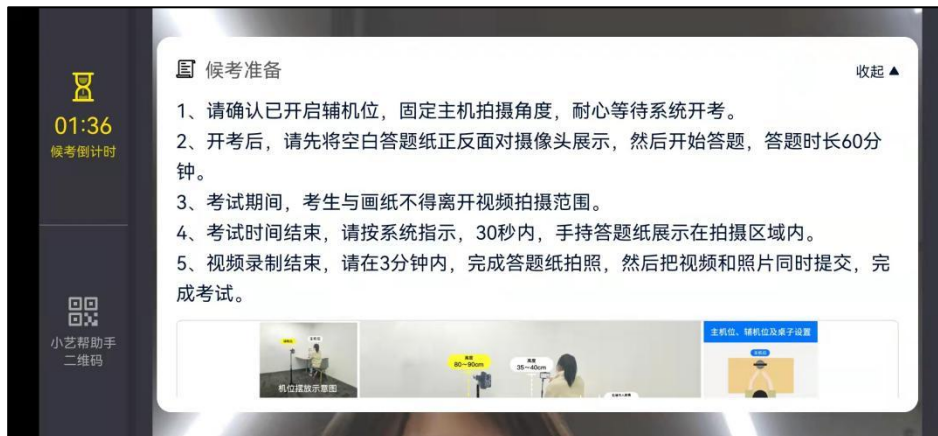 候考准备
收起▲
01:36
候考倒计时
1、请确认已开启辅机位，固定主机拍摄角度，耐心等待系统开考。
2、开考后，请先将空白答题纸正反面对摄像头展示，然后开始答题，答题时长60分
钟。
3、考试期间，考生与画纸不得离开视频拍摄范围。
4、考试时间结束，请按系统指示，30秒内，手持答题纸展示在拍摄区域内。
5、视频录制结束，请在3分钟内，完成答题纸拍照，然后把视频和照片同时提交，完
成考试。
小艺帮助手
二维码
机位摆放示意图
高度
80~90cm
高度
35~40cm
主机位、辅机位及桌子设置